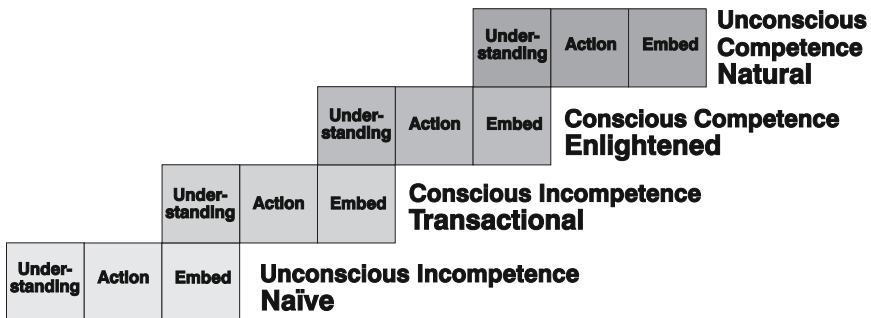 Under-
standing
Action
Embed
Unconscious
Competence
Natural
Under-
standing
Action
Embed
Conscious Competence
Enlightened
Under-
standing
Action
Embed
Conscious Incompetence
Transactional
Under-
standing
Action
Embed
Unconscious Incompetence
Naïve